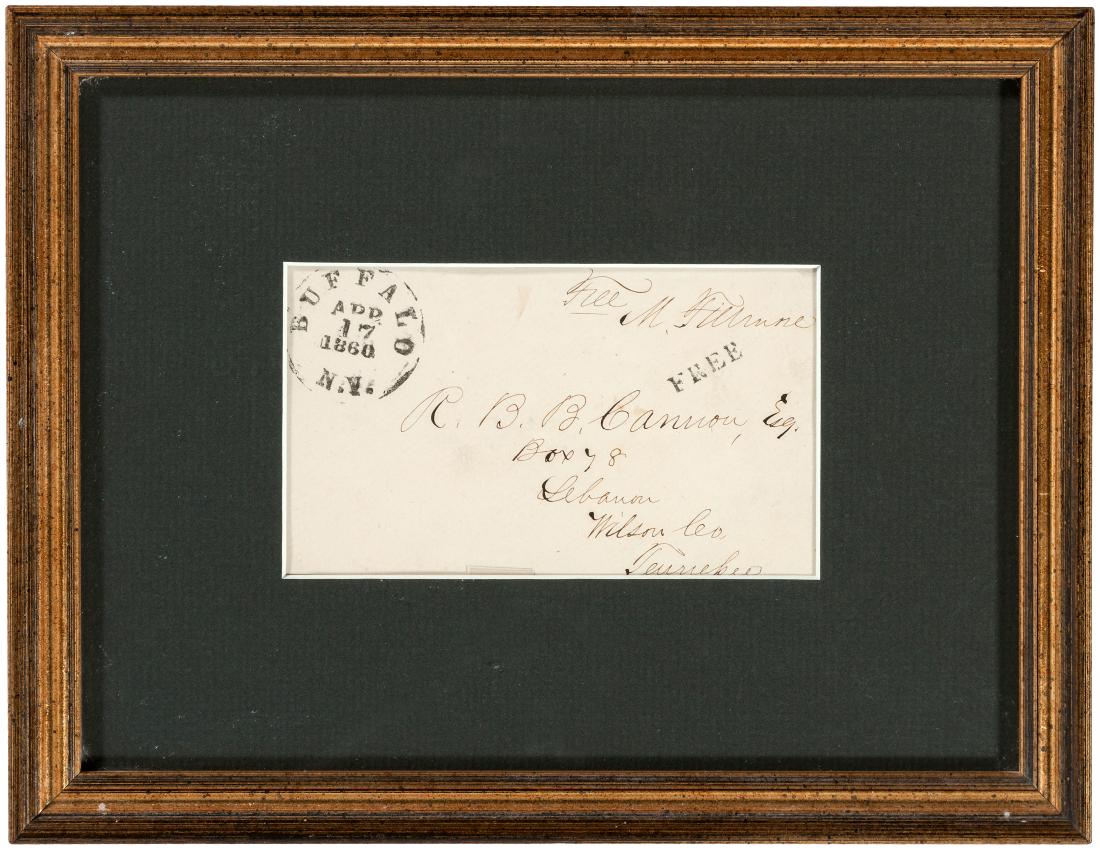 BUFFALO
APR
17
1860
N.Y.
Free
M. Fillmore
FREE
R. B. B. Cannon, Esq.
Box 78
Lebanon
Wilson Co
Tennessee